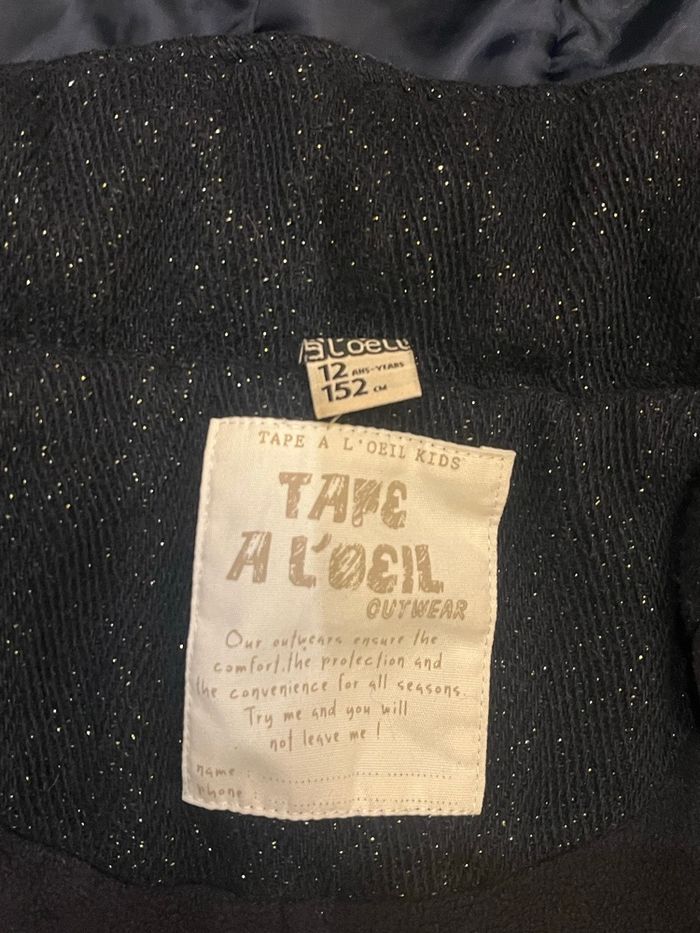 a l'oeil
12 ANS-YEARS
152 CM
TAPE A L'OEIL KIDS
TAPE
A L'OEIL
OUTWEAR
Our outwears ensure the
comfort, the protection and
the convenience for all seasons.
Try me and you will
not leave me !
name :
phone :